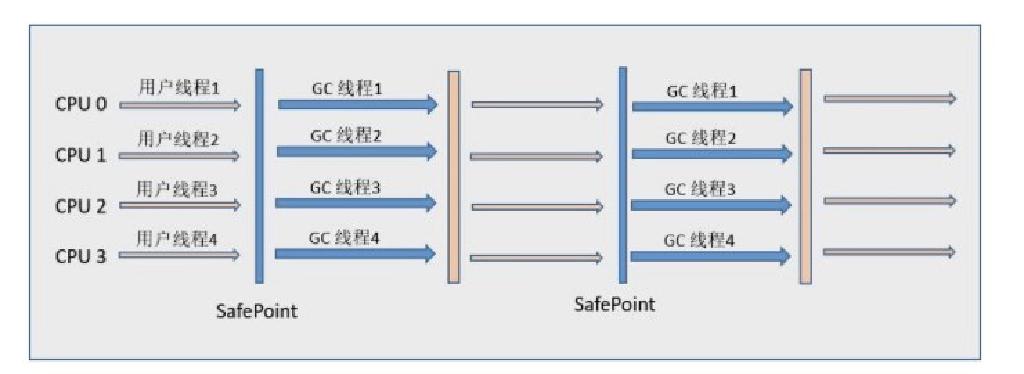 CPU 0 用户线程1 GC 线程1 GC 线程1
CPU 1 用户线程2 GC 线程2 GC 线程2
CPU 2 用户线程3 GC 线程3 GC 线程3
CPU 3 用户线程4 GC 线程4 GC 线程4
SafePoint SafePoint